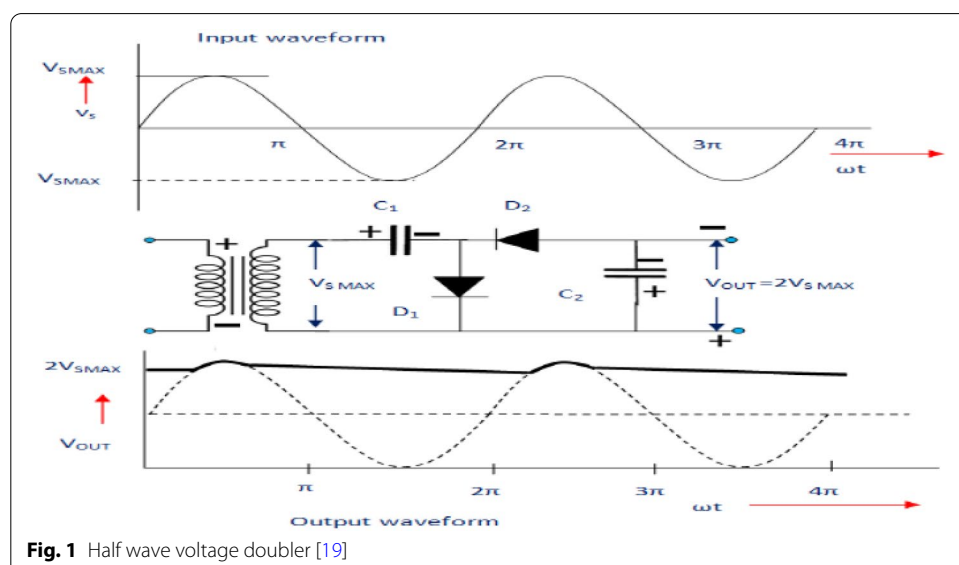 Input waveform
VSMAX
vs
π 2π 3π 4π
ωt
VSMAX
C1 D2
+ − −
+ VS MAX − VOUT=2VS MAX
D1 C2 +
− +
2VSMAX
VOUT
π 2π 3π 4π
ωt
Output waveform
Fig. 1 Half wave voltage doubler [19]